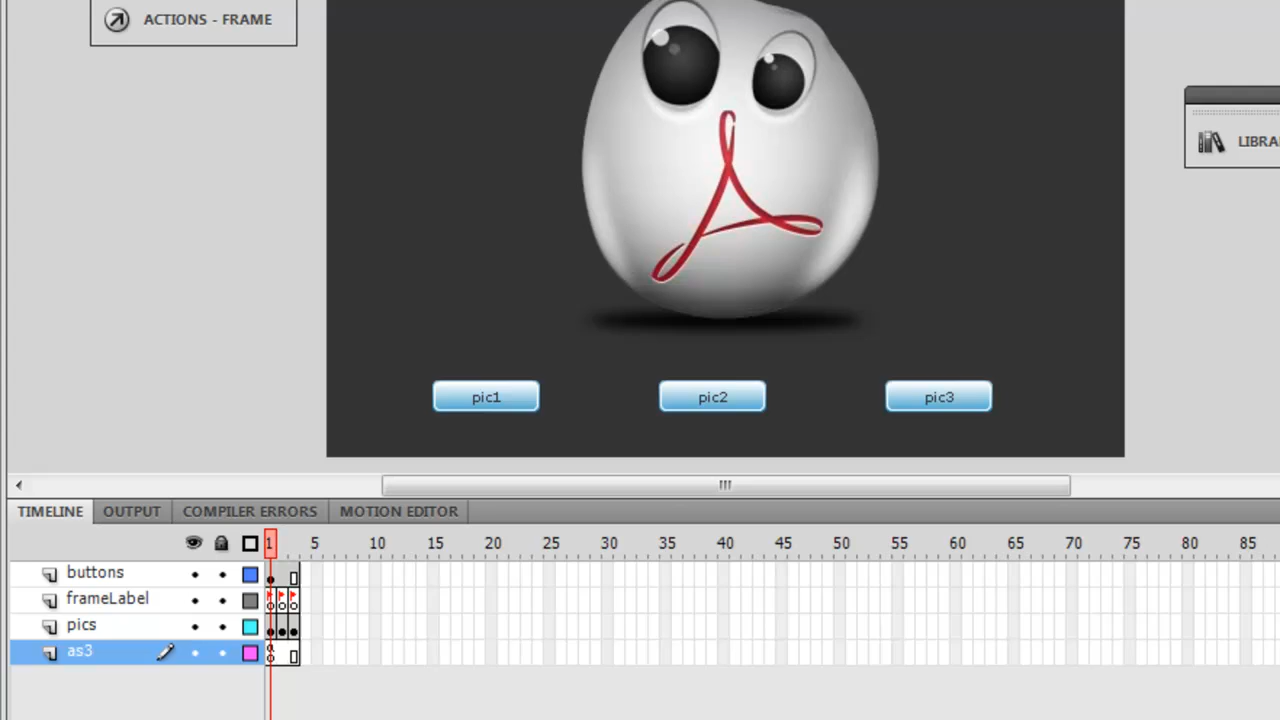 ACTIONS - FRAME
LIBRA
pic1 pic2 pic3
TIMELINE OUTPUT COMPILER ERRORS MOTION EDITOR
1 5 10 15 20 25 30 35 40 45 50 55 60 65 70 75 80 85
buttons
frameLabel
pics
as3